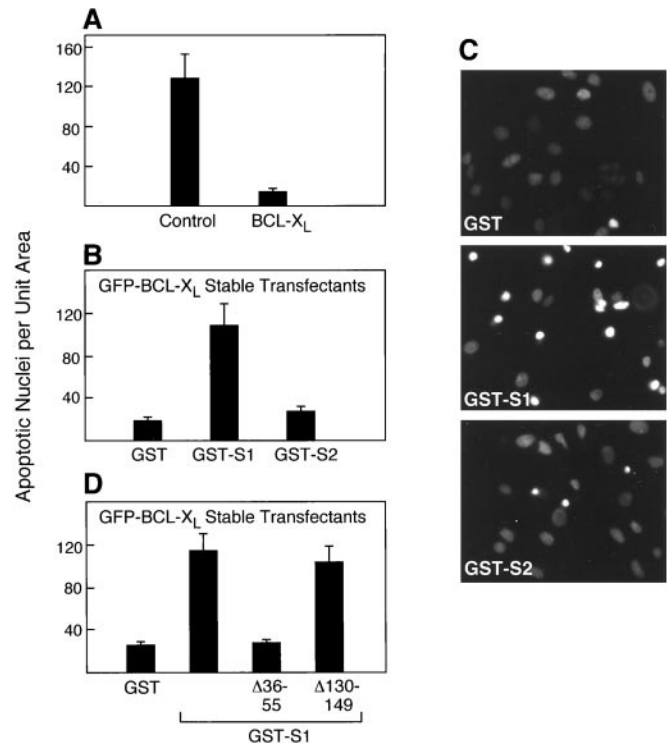 A
Apoptotic Nuclei per Unit Area
160
120
80
40
Control BCL-XL
B
GFP-BCL-XL Stable Transfectants
120
80
40
GST GST-S1 GST-S2
D
GFP-BCL-XL Stable Transfectants
120
80
40
GST Δ36-55 Δ130-149
GST-S1
C
GST
GST-S1
GST-S2